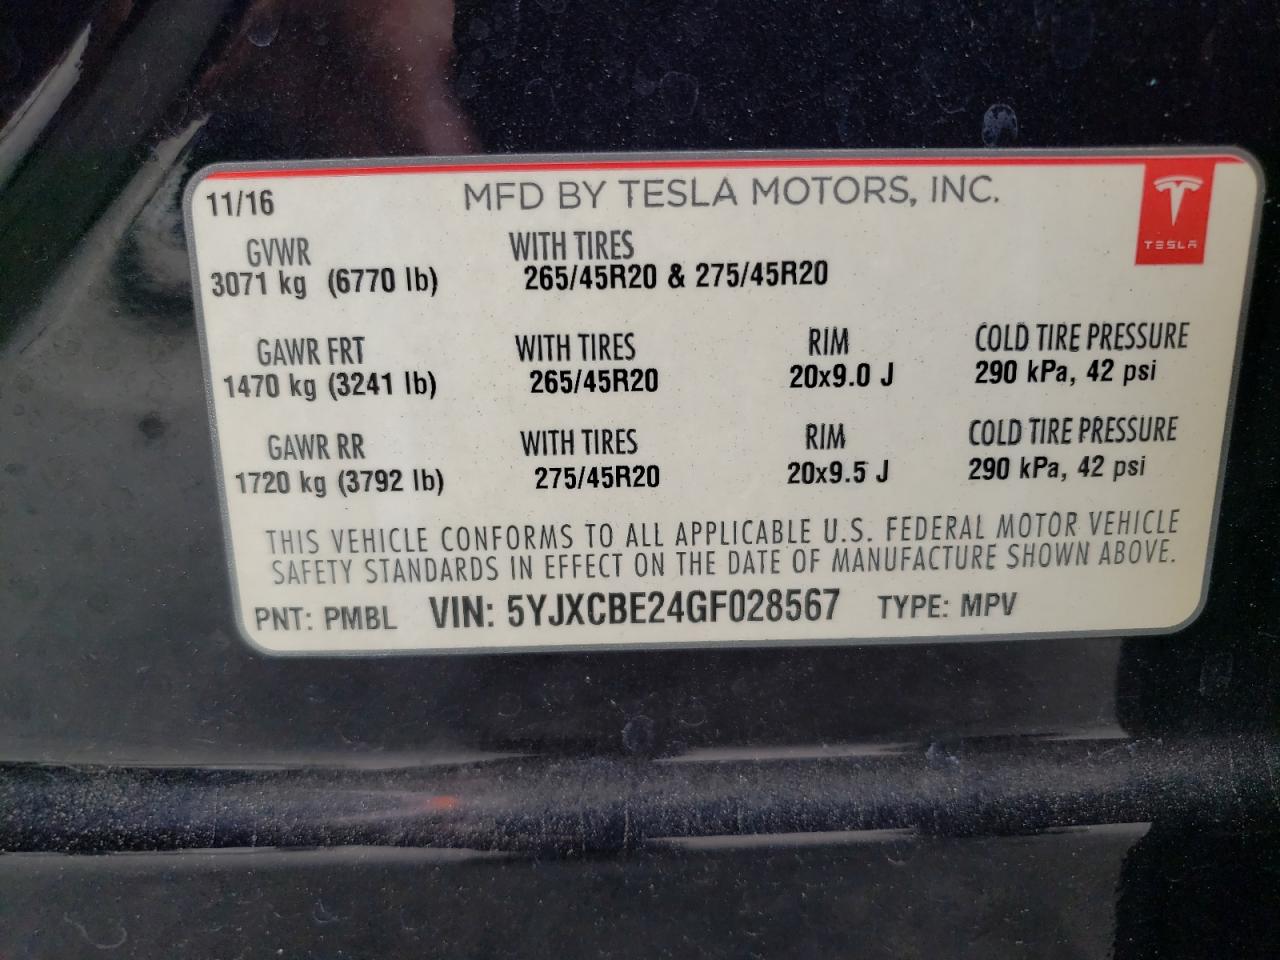 11/16 MFD BY TESLA MOTORS, INC.
TESLA
GVWR WITH TIRES
3071 kg (6770 lb) 265/45R20 & 275/45R20
GAWR FRT WITH TIRES RIM COLD TIRE PRESSURE
1470 kg (3241 lb) 265/45R20 20x9.0 J 290 kPa, 42 psi
GAWR RR WITH TIRES RIM COLD TIRE PRESSURE
1720 kg (3792 lb) 275/45R20 20x9.5 J 290 kPa, 42 psi
THIS VEHICLE CONFORMS TO ALL APPLICABLE U.S. FEDERAL MOTOR VEHICLE
SAFETY STANDARDS IN EFFECT ON THE DATE OF MANUFACTURE SHOWN ABOVE.
PNT: PMBL VIN: 5YJXCBE24GF028567 TYPE: MPV